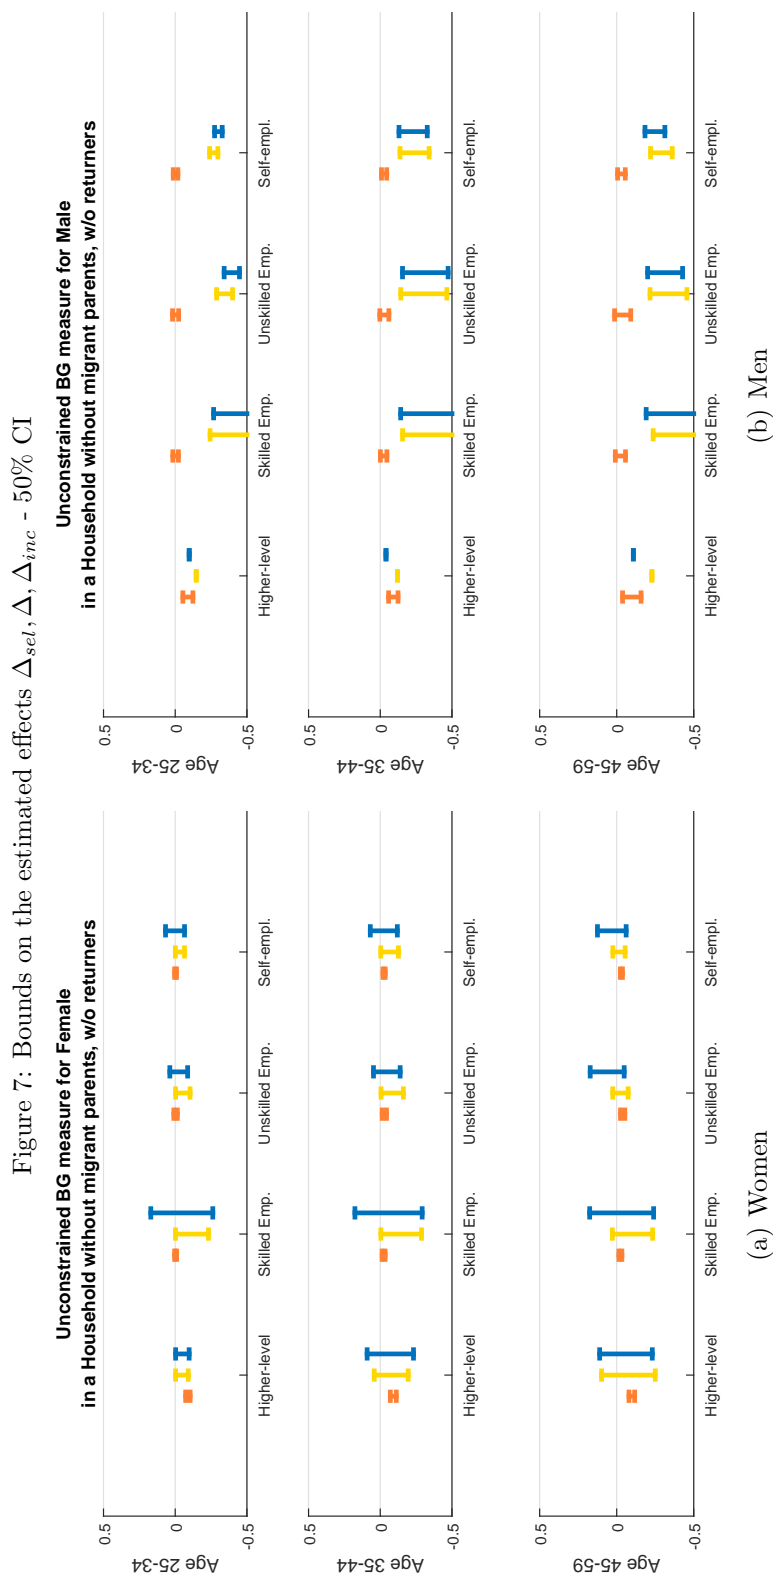 Figure 7: Bounds on the estimated effects Δ_sel, Δ, Δ_inc - 50% CI
Unconstrained BG measure for Female
in a Household without migrant parents, w/o returners
0.5
0
-0.5
Age 25-34
Higher-level
Skilled Emp.
Unskilled Emp.
Self-empl.
0.5
0
-0.5
Age 35-44
Higher-level
Skilled Emp.
Unskilled Emp.
Self-empl.
0.5
0
-0.5
Age 45-59
Higher-level
Skilled Emp.
Unskilled Emp.
Self-empl.
(a) Women
Unconstrained BG measure for Male
in a Household without migrant parents, w/o returners
0.5
0
-0.5
Age 25-34
Higher-level
Skilled Emp.
Unskilled Emp.
Self-empl.
0.5
0
-0.5
Age 35-44
Higher-level
Skilled Emp.
Unskilled Emp.
Self-empl.
0.5
0
-0.5
Age 45-59
Higher-level
Skilled Emp.
Unskilled Emp.
Self-empl.
(b) Men